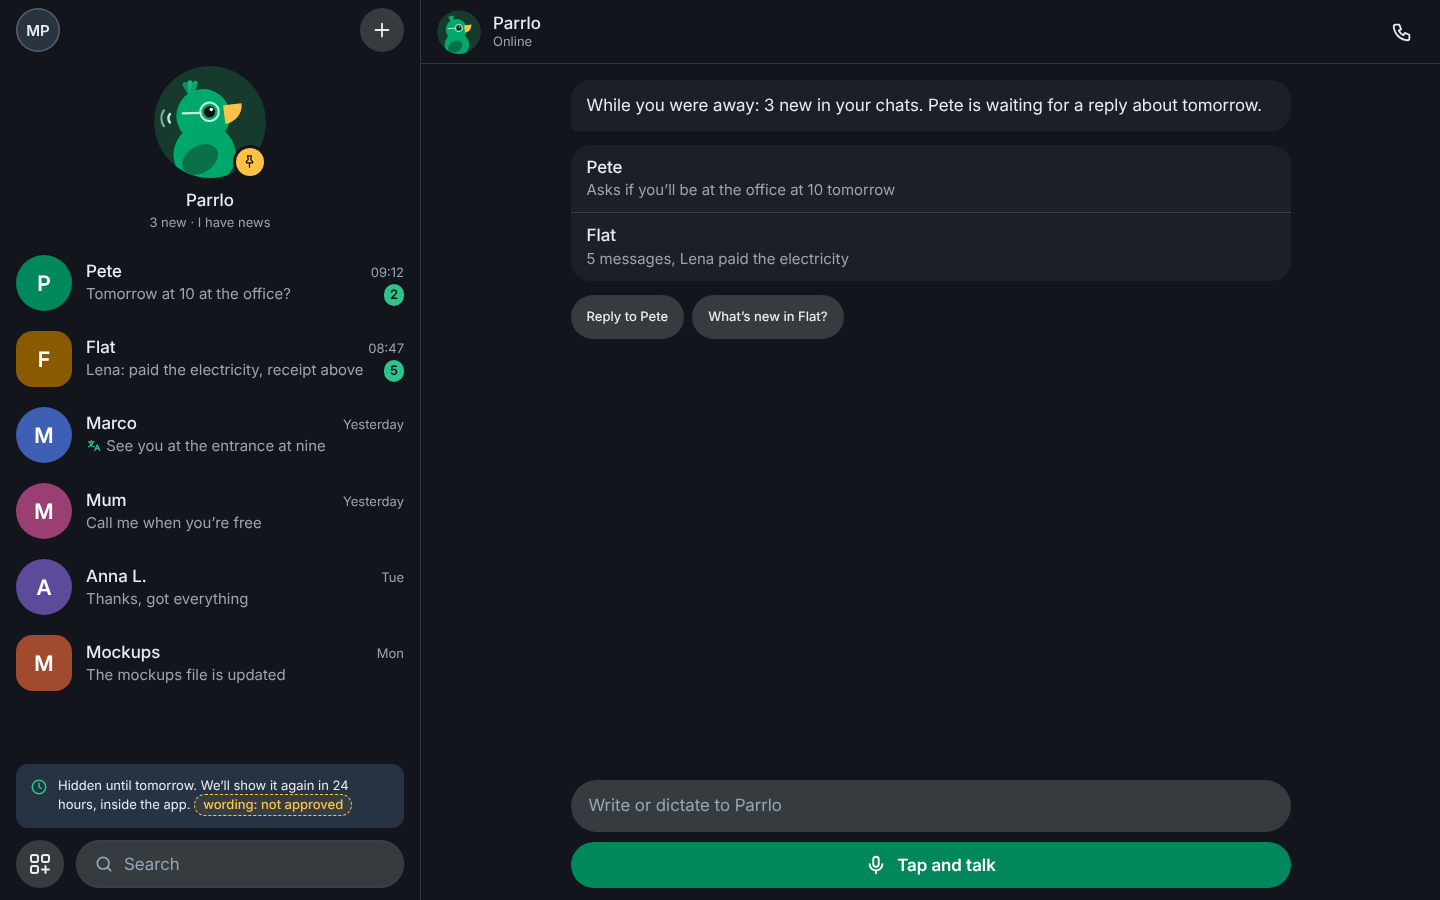 MP
Parrlo
3 new · I have news
P
Pete
09:12
Tomorrow at 10 at the office?
2
F
Flat
08:47
Lena: paid the electricity, receipt above
5
M
Marco
Yesterday
See you at the entrance at nine
M
Mum
Yesterday
Call me when you’re free
A
Anna L.
Tue
Thanks, got everything
M
Mockups
Mon
The mockups file is updated
Hidden until tomorrow. We’ll show it again in 24
hours, inside the app. wording: not approved
Search
Parrlo
Online
While you were away: 3 new in your chats. Pete is waiting for a reply about tomorrow.
Pete
Asks if you’ll be at the office at 10 tomorrow
Flat
5 messages, Lena paid the electricity
Reply to Pete
What’s new in Flat?
Write or dictate to Parrlo
Tap and talk